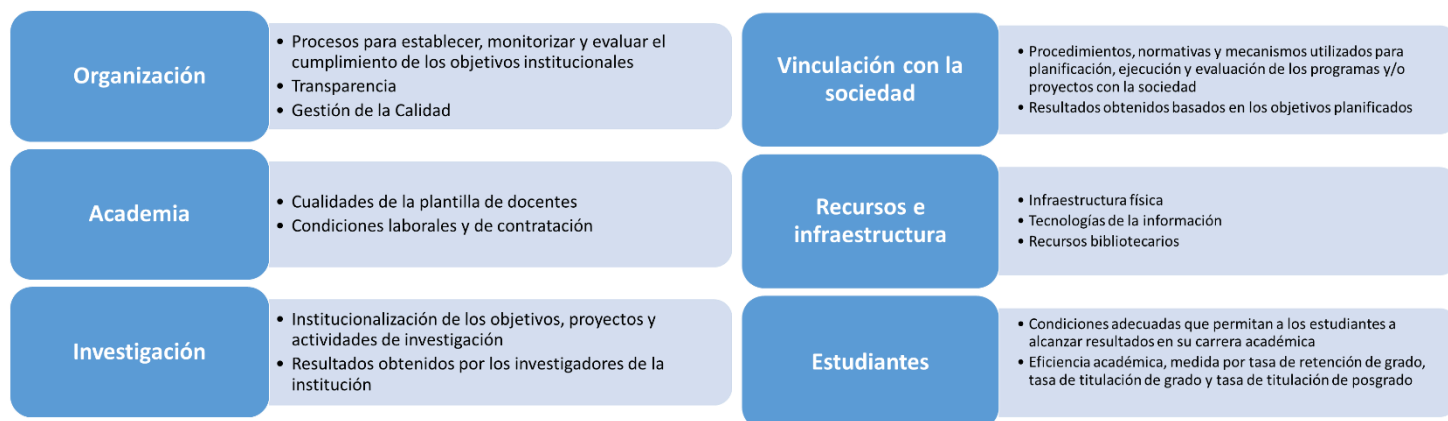 Organización
• Procesos para establecer, monitorizar y evaluar el
cumplimiento de los objetivos institucionales
• Transparencia
• Gestión de la Calidad
Academia
• Cualidades de la plantilla de docentes
• Condiciones laborales y de contratación
Investigación
• Institucionalización de los objetivos, proyectos y
actividades de investigación
• Resultados obtenidos por los investigadores de la
institución
Vinculación con la
sociedad
• Procedimientos, normativas y mecanismos utilizados para
planificación, ejecución y evaluación de los programas y/o
proyectos con la sociedad
• Resultados obtenidos basados en los objetivos planificados
Recursos e
infraestructura
• Infraestructura física
• Tecnologías de la información
• Recursos bibliotecarios
Estudiantes
• Condiciones adecuadas que permitan a los estudiantes a
alcanzar resultados en su carrera académica
• Eficiencia académica, medida por tasa de retención de grado,
tasa de titulación de grado y tasa de titulación de posgrado